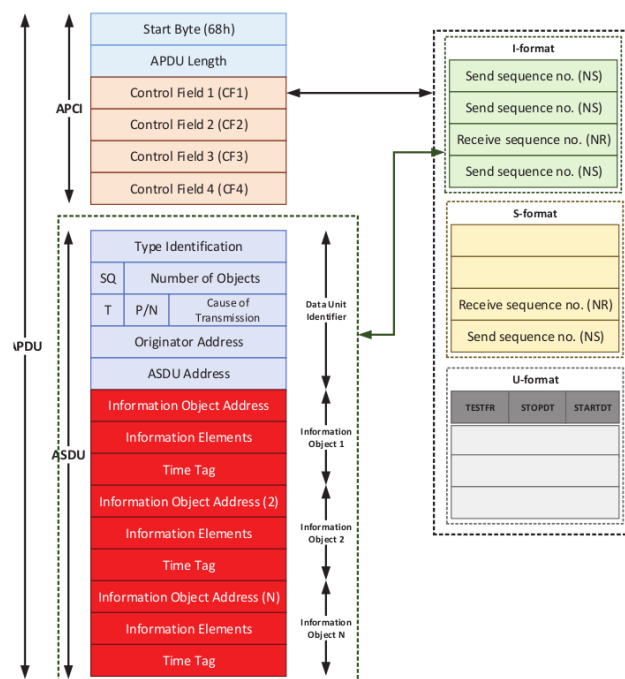 Start Byte (68h)
APDU Length
Control Field 1 (CF1)
Control Field 2 (CF2)
Control Field 3 (CF3)
Control Field 4 (CF4)
APCI
Type Identification
SQ
Number of Objects
T
P/N
Cause of
Transmission
Originator Address
ASDU Address
Data Unit
Identifier
Information Object Address
Information Elements
Time Tag
Information
Object 1
Information Object Address (2)
Information Elements
Time Tag
Information
Object 2
Information Object Address (N)
Information Elements
Time Tag
Information
Object N
APDU
ASDU
I-format
Send sequence no. (NS)
Send sequence no. (NS)
Receive sequence no. (NR)
Send sequence no. (NS)
S-format
Receive sequence no. (NR)
Send sequence no. (NS)
U-format
TESTFR
STOPDT
STARTDT